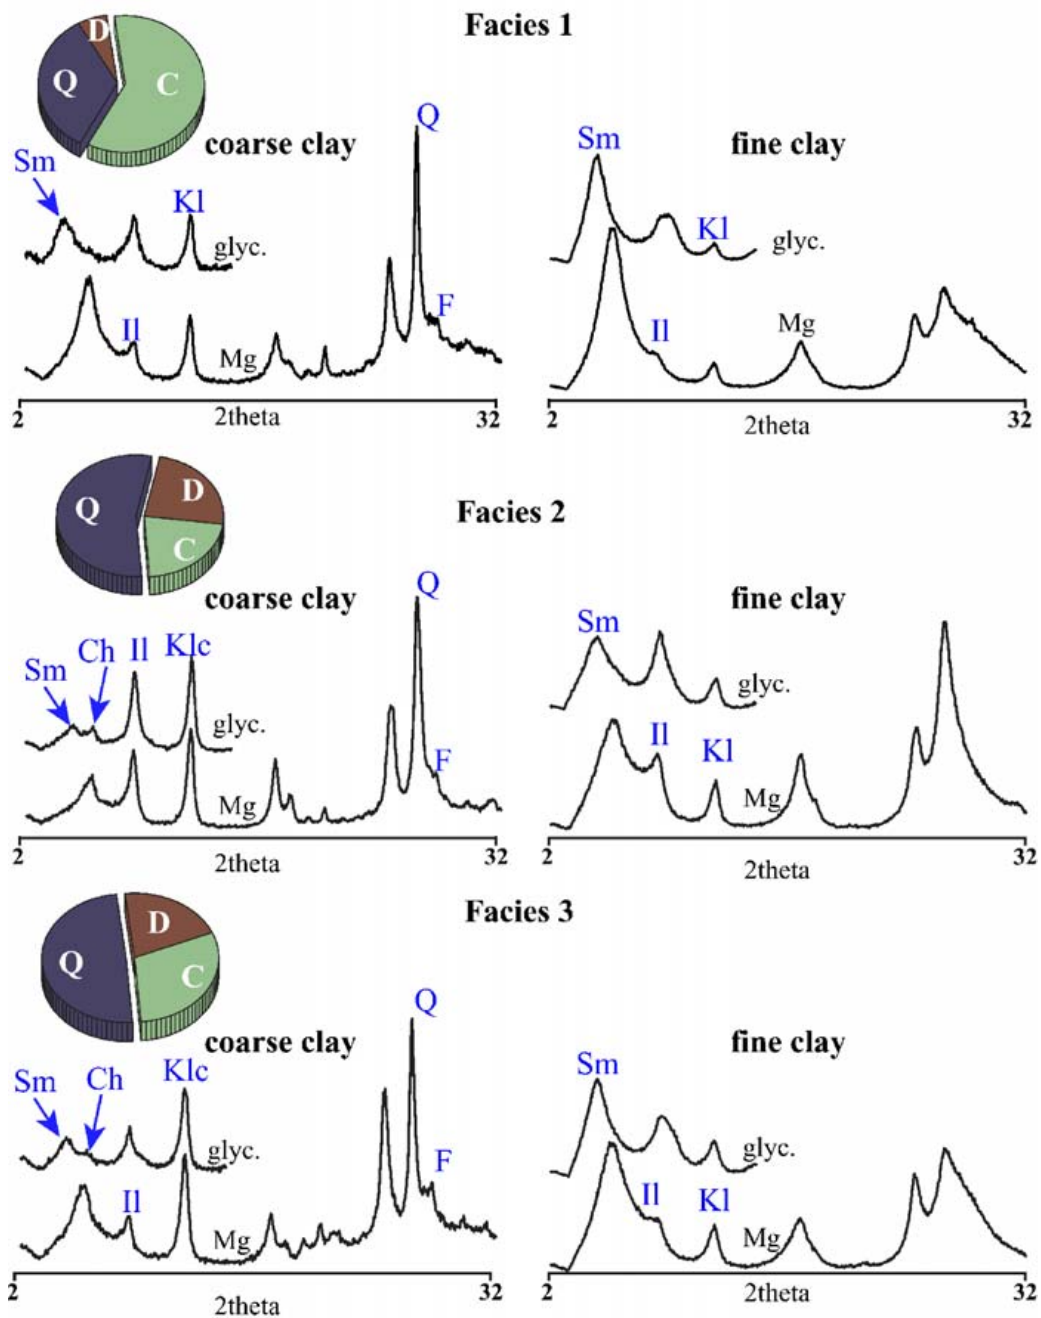 Facies 1
D
Q
C
coarse clay
fine clay
Q
Sm
Sm
Kl
Kl
glyc.
glyc.
F
Il
Il
Mg
Mg
2
2theta
32
2
2theta
32
Facies 2
D
Q
C
coarse clay
fine clay
Q
Sm
Sm
Ch
Il
Klc
glyc.
glyc.
Il
Kl
F
Mg
Mg
2
2theta
32
2
2theta
32
Facies 3
D
Q
C
coarse clay
fine clay
Q
Sm
Ch
Klc
Sm
glyc.
glyc.
F
Il
Il
Kl
Mg
Mg
2
2theta
32
2
2theta
32